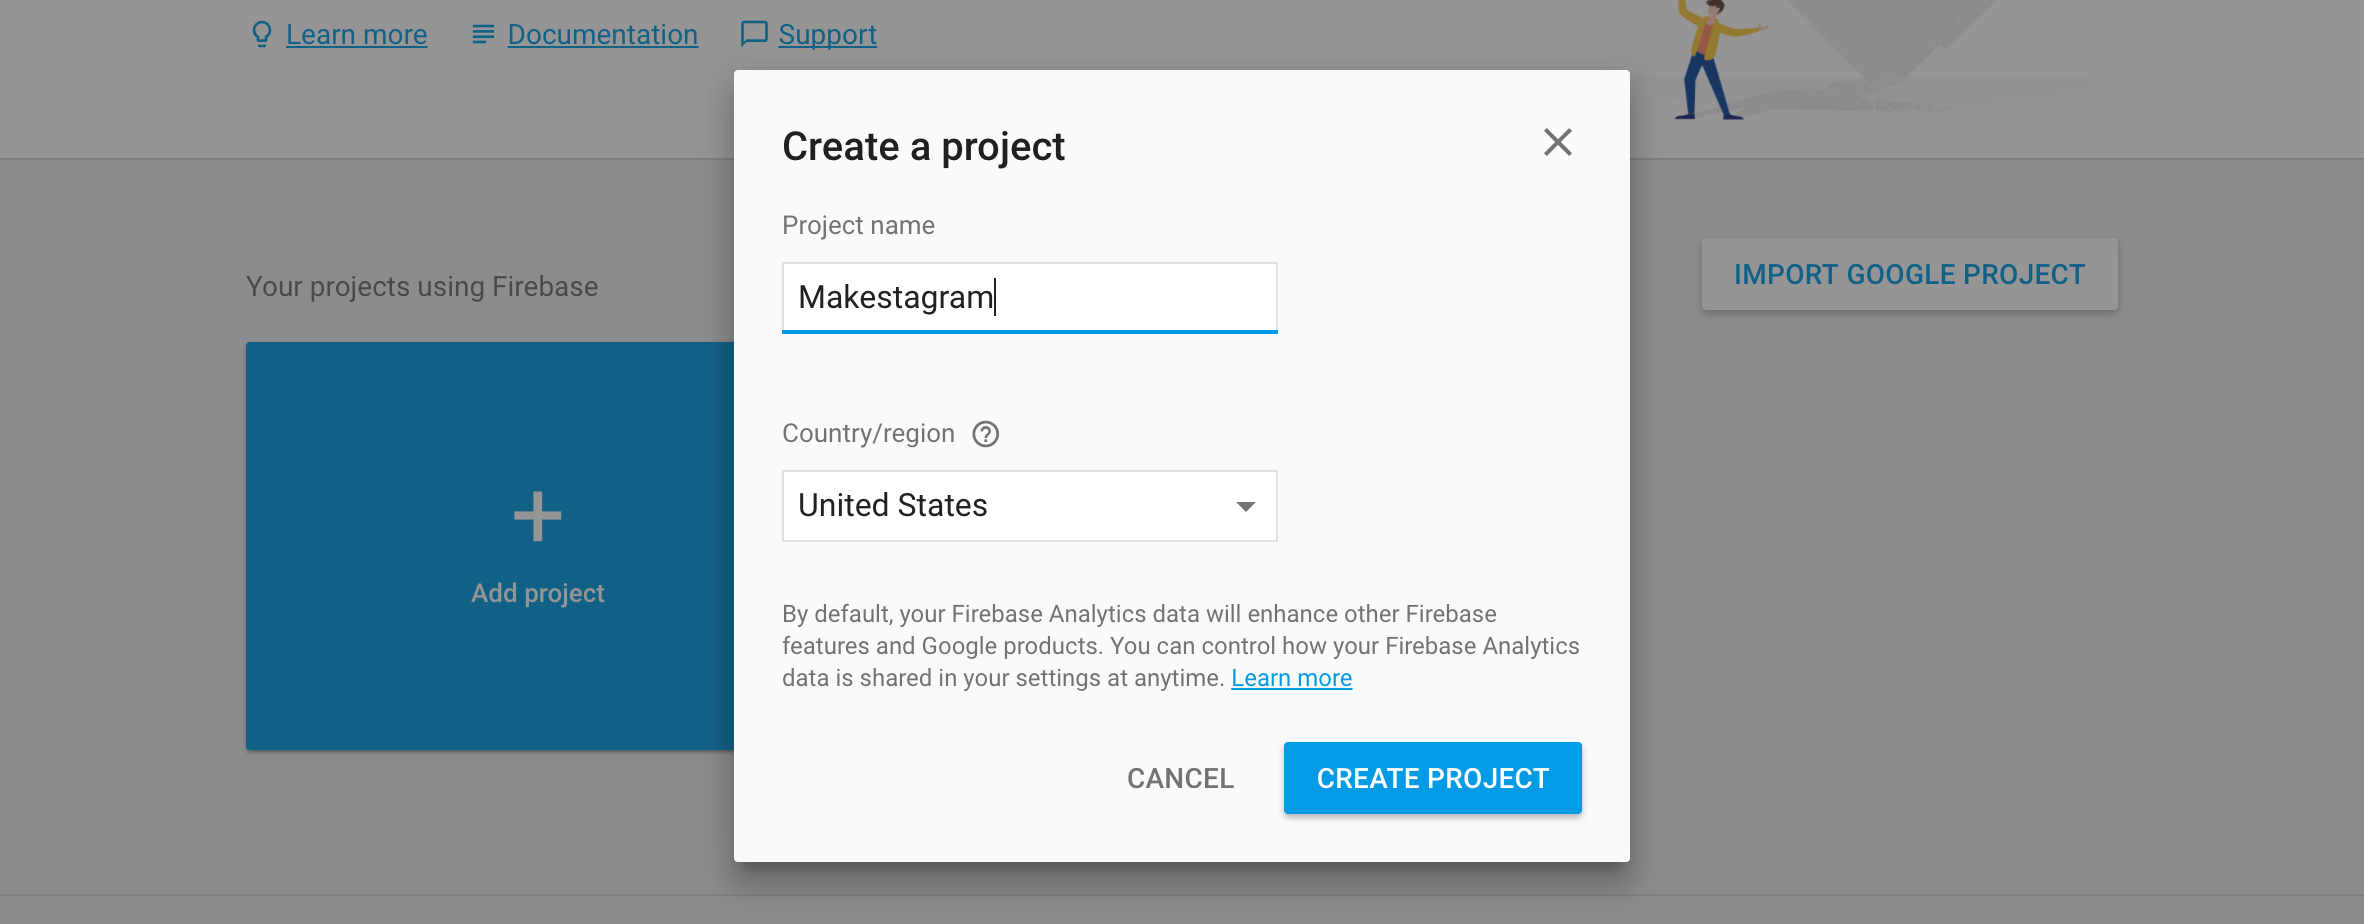 Learn more
Documentation
Support
Create a project
Project name
Makestagram
Your projects using Firebase
IMPORT GOOGLE PROJECT
Add project
Country/region
United States
By default, your Firebase Analytics data will enhance other Firebase
features and Google products. You can control how your Firebase Analytics
data is shared in your settings at anytime. Learn more
CANCEL
CREATE PROJECT